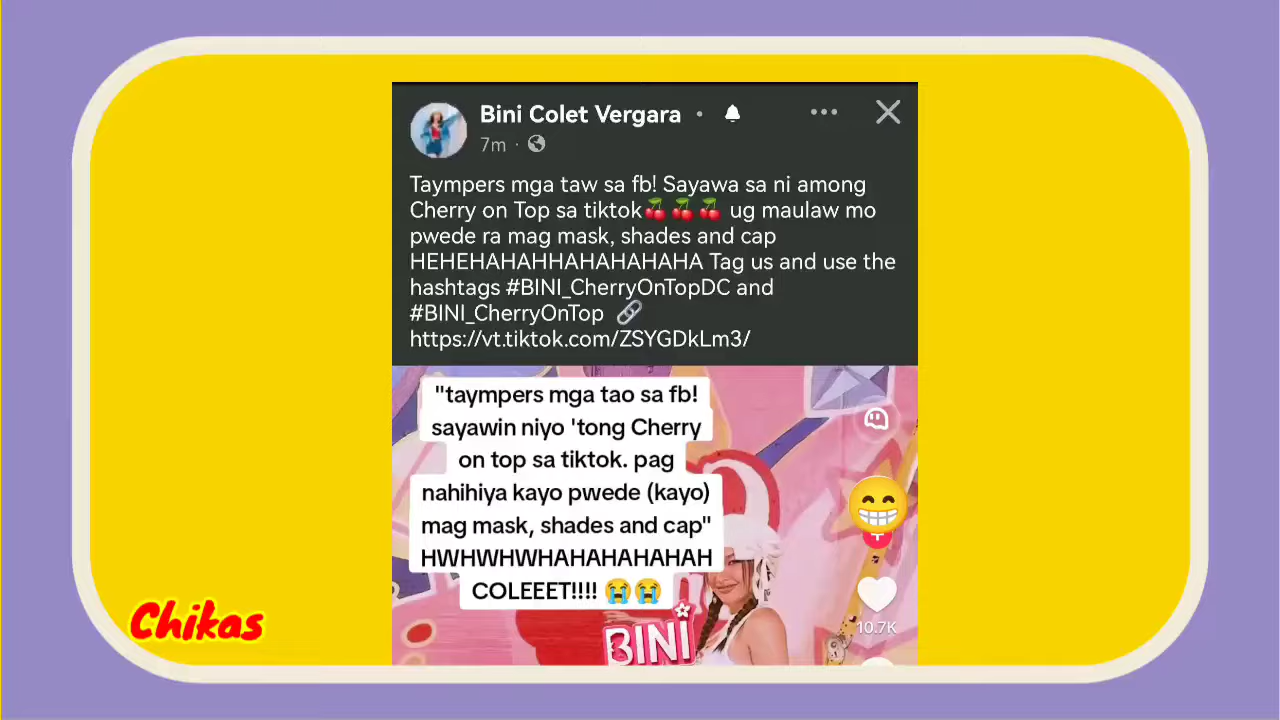 Bini Colet Vergara
7m
Taympers mga taw sa fb! Sayawa sa ni among
Cherry on Top sa tiktok🍒🍒🍒 ug maulaw mo
pwede ra mag mask, shades and cap
HEHEHAHAHHAHAHAHAHA Tag us and use the
hashtags #BINI_CherryOnTopDC and
#BINI_CherryOnTop 🔗
https://vt.tiktok.com/ZSYGDkLm3/
"taympers mga tao sa fb!
sayawin niyo 'tong Cherry
on top sa tiktok. pag
nahihiya kayo pwede (kayo)
mag mask, shades and cap"
HWHWHWHAHAHAHAHAH
COLEEET!!!! 😭😭
10.7K
BINI
Chikas